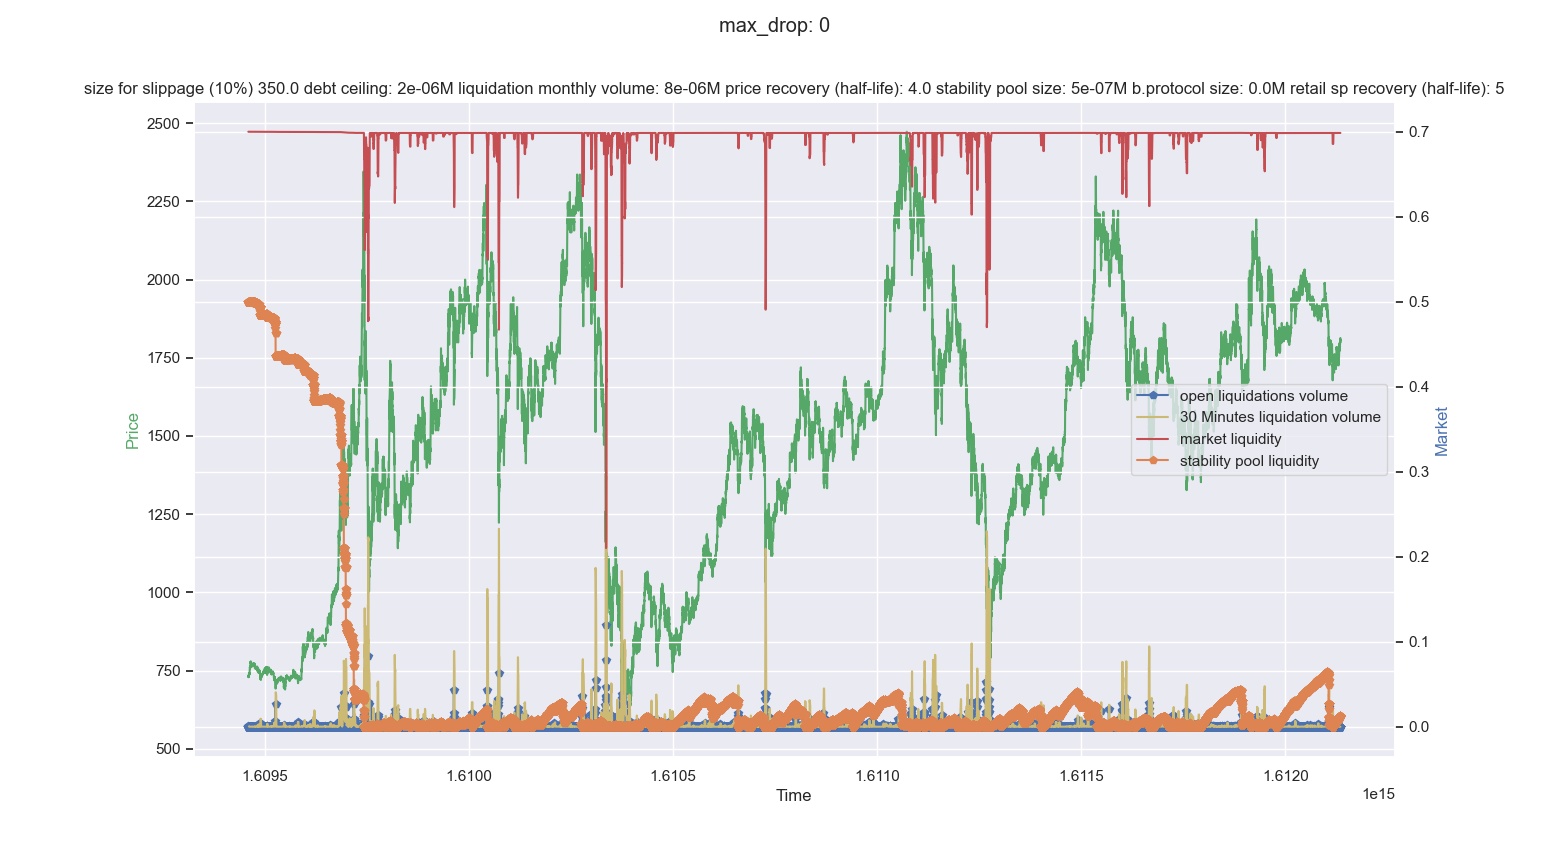 max_drop: 0
size for slippage (10%) 350.0 debt ceiling: 2e-06M liquidation monthly volume: 8e-06M price recovery (half-life): 4.0 stability pool size: 5e-07M b.protocol size: 0.0M retail sp recovery (half-life): 5
2500
2250
2000
1750
1500
1250
1000
750
500
Price
0.7
0.6
0.5
0.4
0.3
0.2
0.1
0.0
Market
open liquidations volume
30 Minutes liquidation volume
market liquidity
stability pool liquidity
1.6095 1.6100 1.6105 1.6110 1.6115 1.6120
1e15
Time